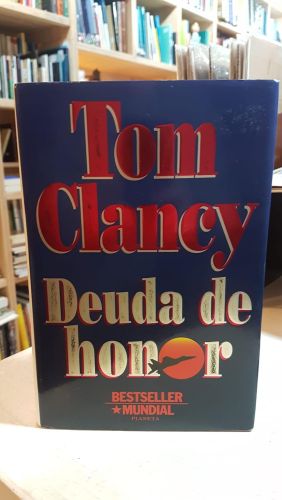 Tom
Clancy
Deuda de
honor
BESTSELLER
★MUNDIAL
PLANETA